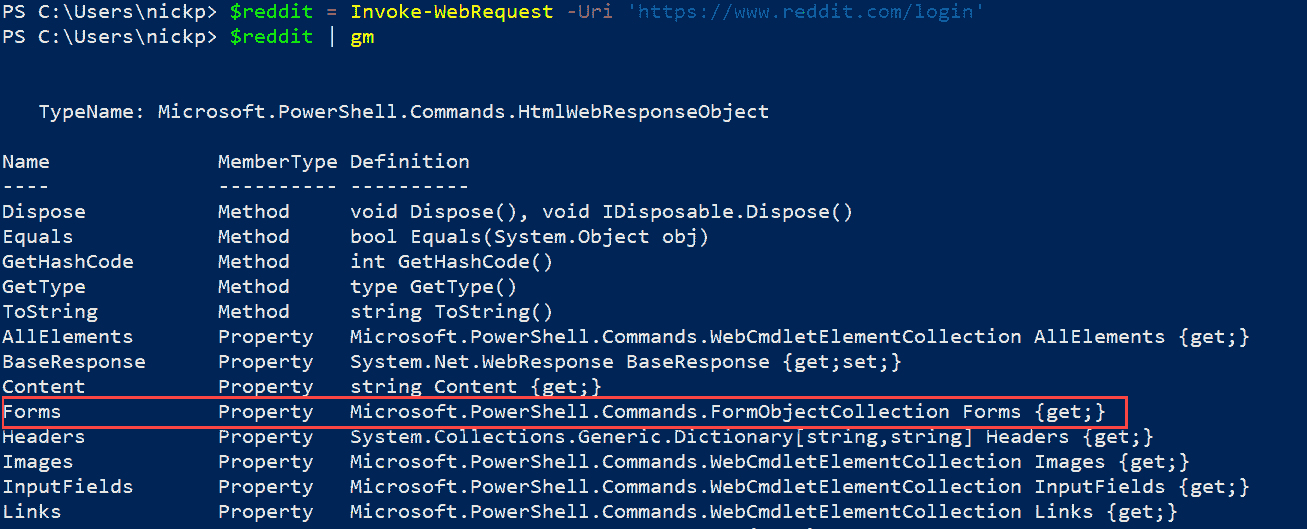 PS C:\Users\nickp> $reddit = Invoke-WebRequest -Uri 'https://www.reddit.com/login'
PS C:\Users\nickp> $reddit | gm
TypeName: Microsoft.PowerShell.Commands.HtmlWebResponseObject
Name MemberType Definition
---- ---------- ----------
Dispose Method void Dispose(), void IDisposable.Dispose()
Equals Method bool Equals(System.Object obj)
GetHashCode Method int GetHashCode()
GetType Method type GetType()
ToString Method string ToString()
AllElements Property Microsoft.PowerShell.Commands.WebCmdletElementCollection AllElements {get;}
BaseResponse Property System.Net.WebResponse BaseResponse {get;set;}
Content Property string Content {get;}
Forms Property Microsoft.PowerShell.Commands.FormObjectCollection Forms {get;}
Headers Property System.Collections.Generic.Dictionary[string,string] Headers {get;}
Images Property Microsoft.PowerShell.Commands.WebCmdletElementCollection Images {get;}
InputFields Property Microsoft.PowerShell.Commands.WebCmdletElementCollection InputFields {get;}
Links Property Microsoft.PowerShell.Commands.WebCmdletElementCollection Links {get;}